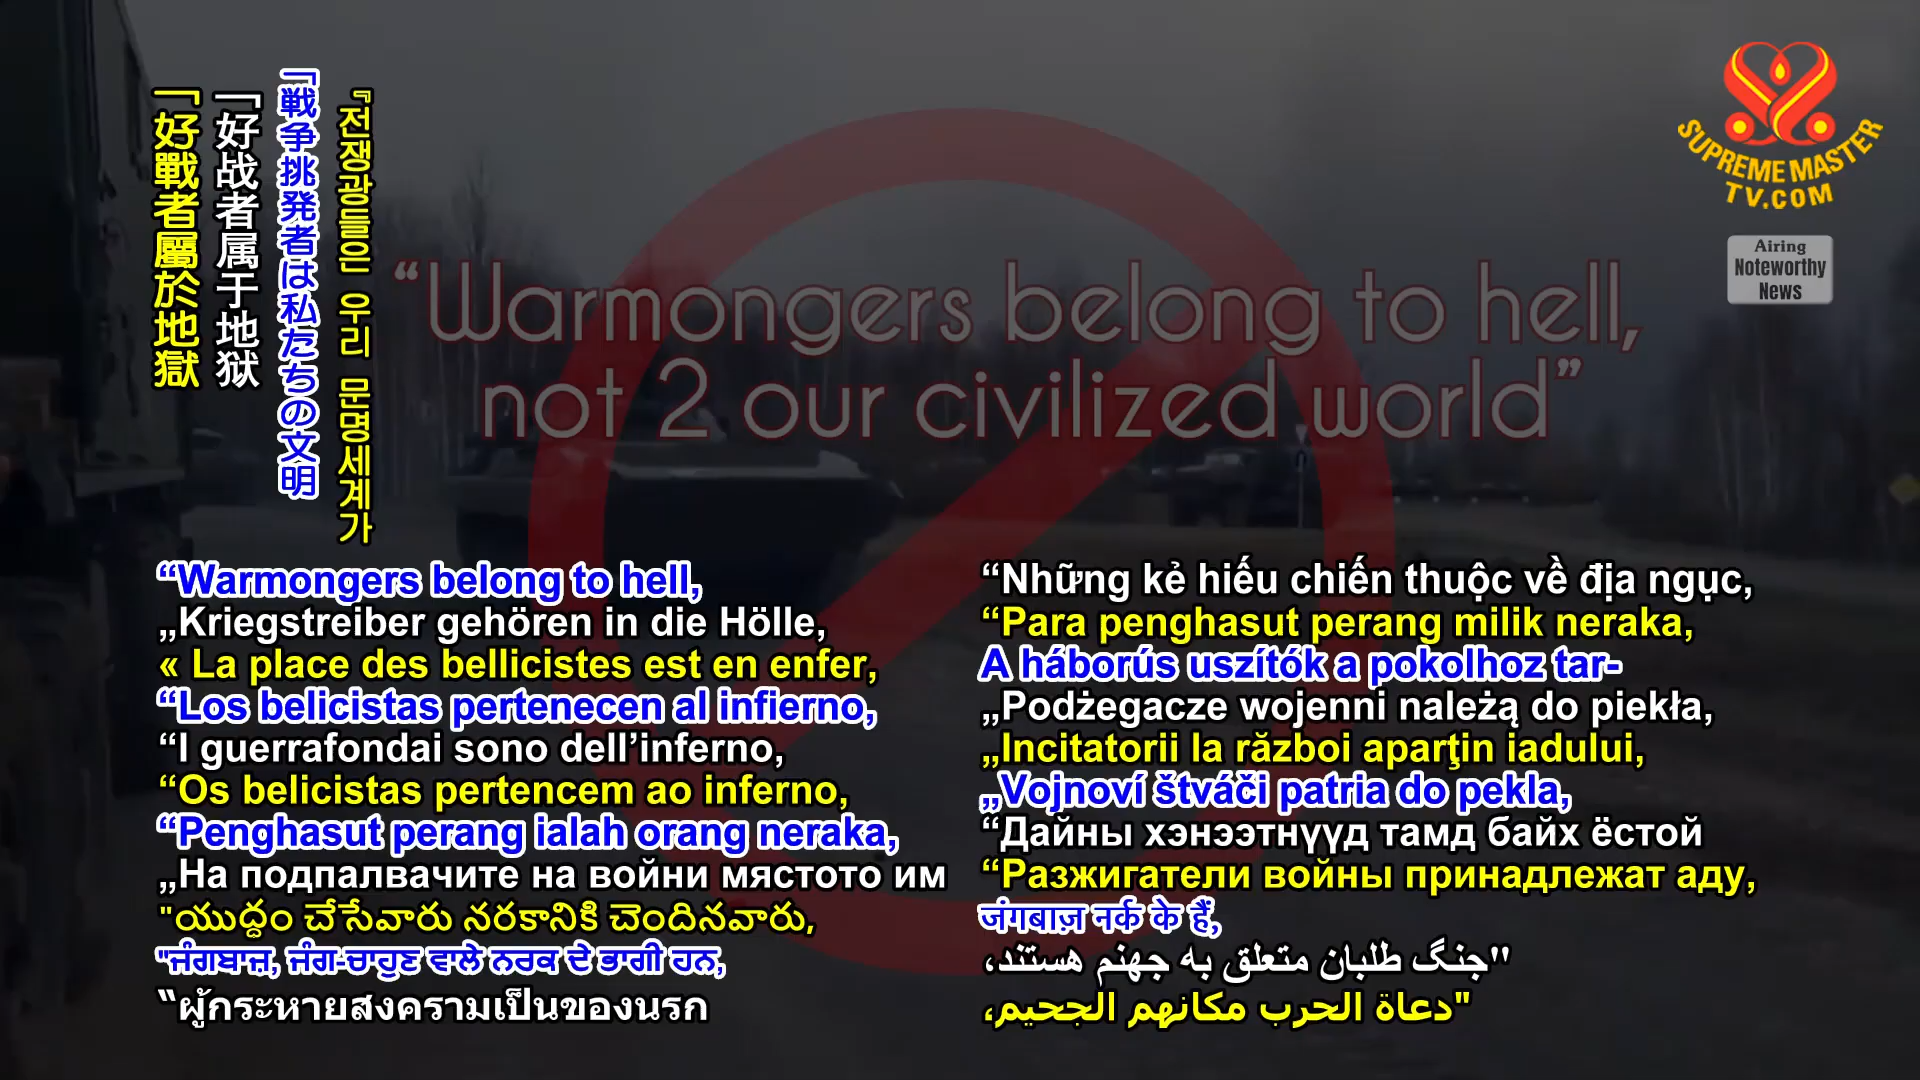 「好戰者屬於地獄
「好战者属于地狱
「戦争挑発者は私たちの文明
『전쟁광들은 우리 문명세계가
“Warmongers belong to hell,
not 2 our civilized world”
SUPREME MASTER
TV.COM
Airing
Noteworthy
News
“Warmongers belong to hell,
„Kriegstreiber gehören in die Hölle,
« La place des bellicistes est en enfer,
“Los belicistas pertenecen al infierno,
“I guerrafondai sono dell’inferno,
“Os belicistas pertencem ao inferno,
“Penghasut perang ialah orang neraka,
„На подпалвачите на войни мястото им
"యుద్ధం చేసేవారు నరకానికి చెందినవారు,
"ਜੰਗਬਾਜ਼, ਜੰਗ-ਚਾਹੁਣ ਵਾਲੇ ਨਰਕ ਦੇ ਭਾਗੀ ਹਨ,
“ผู้กระหายสงครามเป็นของนรก
“Những kẻ hiếu chiến thuộc về địa ngục,
“Para penghasut perang milik neraka,
A háborús uszítók a pokolhoz tar-
„Podżegacze wojenni należą do piekła,
„Incitatorii la război aparţin iadului,
„Vojnoví štváči patria do pekla,
“Дайны хэнээтнүүд тамд байх ёстой
“Разжигатели войны принадлежат аду,
जंगबाज़ नर्क के हैं,
"جنگ طلبان متعلق به جهنم هستند،
"دعاة الحرب مكانهم الجحيم،